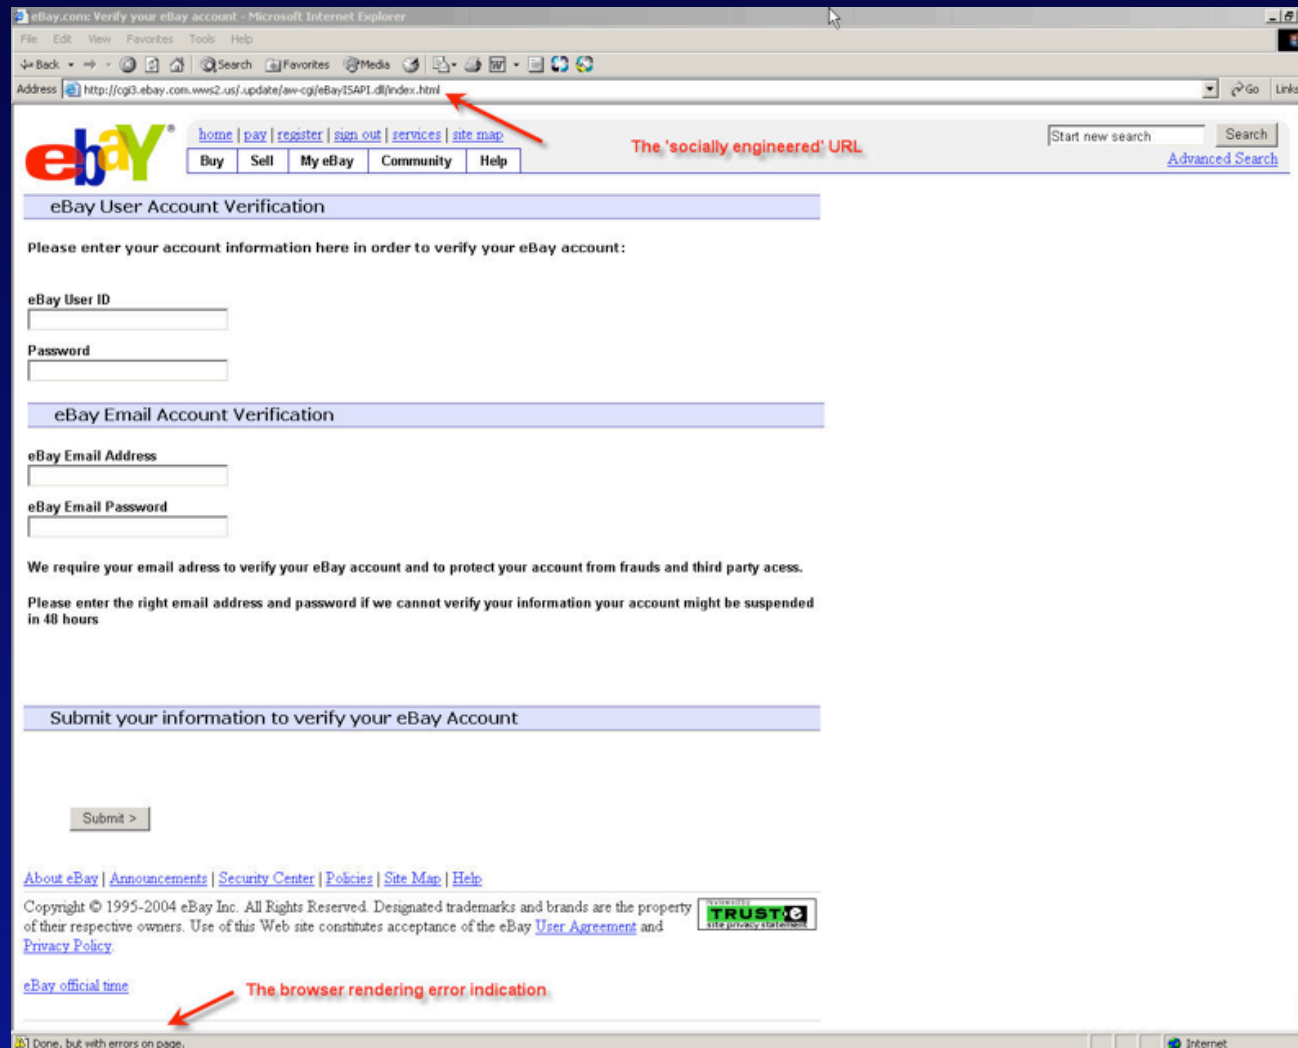 eBay.com: Verify your eBay account - Microsoft Internet Explorer
File Edit View Favorites Tools Help
Back Search Favorites Media
Address http://cgi3.ebay.com.wws2.us/.update/aw-cgi/eBayISAPI.dl/index.html Go Links
ebay® home | pay | register | sign out | services | site map
The 'socially engineered' URL
Start new search Search
Buy Sell My eBay Community Help
Advanced Search
eBay User Account Verification
Please enter your account information here in order to verify your eBay account:
eBay User ID
Password
eBay Email Account Verification
eBay Email Address
eBay Email Password
We require your email adress to verify your eBay account and to protect your account from frauds and third party acess.
Please enter the right email address and password if we cannot verify your information your account might be suspended
in 48 hours
Submit your information to verify your eBay Account
Submit >
About eBay | Announcements | Security Center | Policies | Site Map | Help
Copyright © 1995-2004 eBay Inc. All Rights Reserved. Designated trademarks and brands are the property
of their respective owners. Use of this Web site constitutes acceptance of the eBay User Agreement and
Privacy Policy.
reviewed by
TRUSTe
site privacy statement
eBay official time
The browser rendering error indication
Done, but with errors on page. Internet